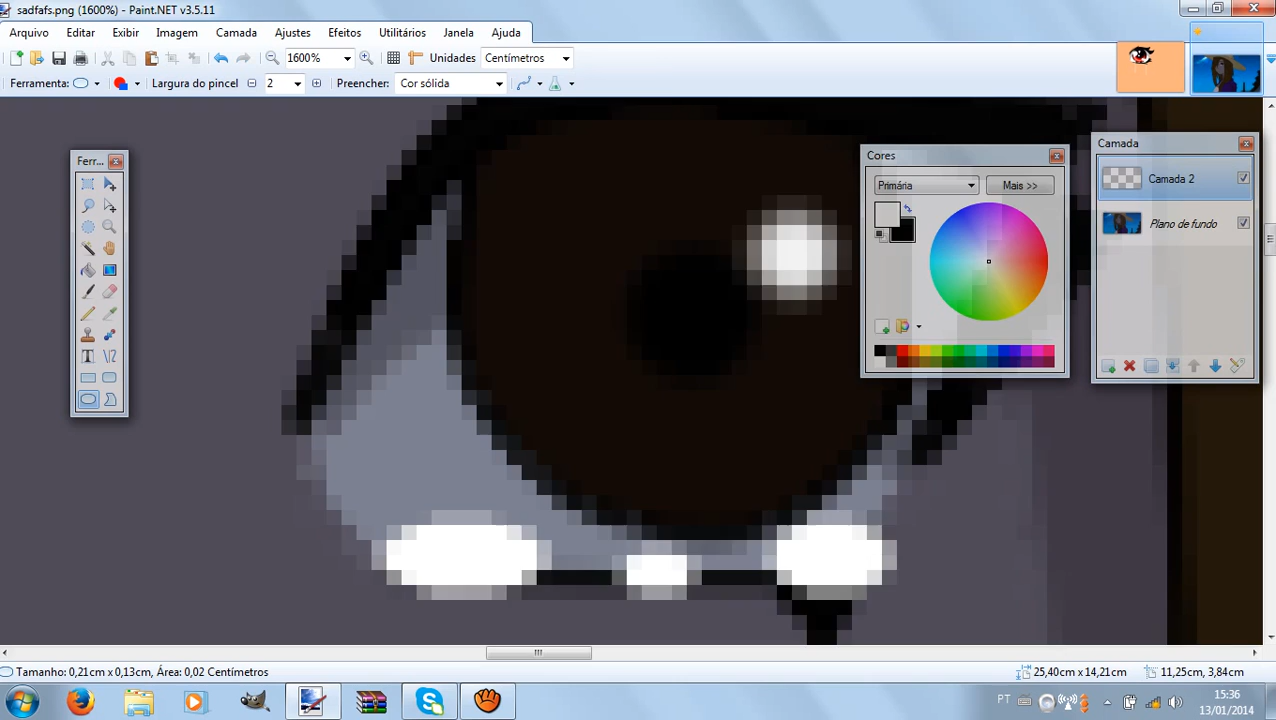 sadfafs.png (1600%) - Paint.NET v3.5.11
Arquivo Editar Exibir Imagem Camada Ajustes Efeitos Utilitários Janela Ajuda
1600% Unidades Centímetros
Ferramenta: Largura do pincel 2 Preencher: Cor sólida
Ferr...
Cores
Primária Mais >>
Camada
Camada 2
Plano de fundo
Tamanho: 0,21cm x 0,13cm, Área: 0,02 Centímetros 25,40cm x 14,21cm 11,25cm, 3,84cm
PT 15:36
13/01/2014